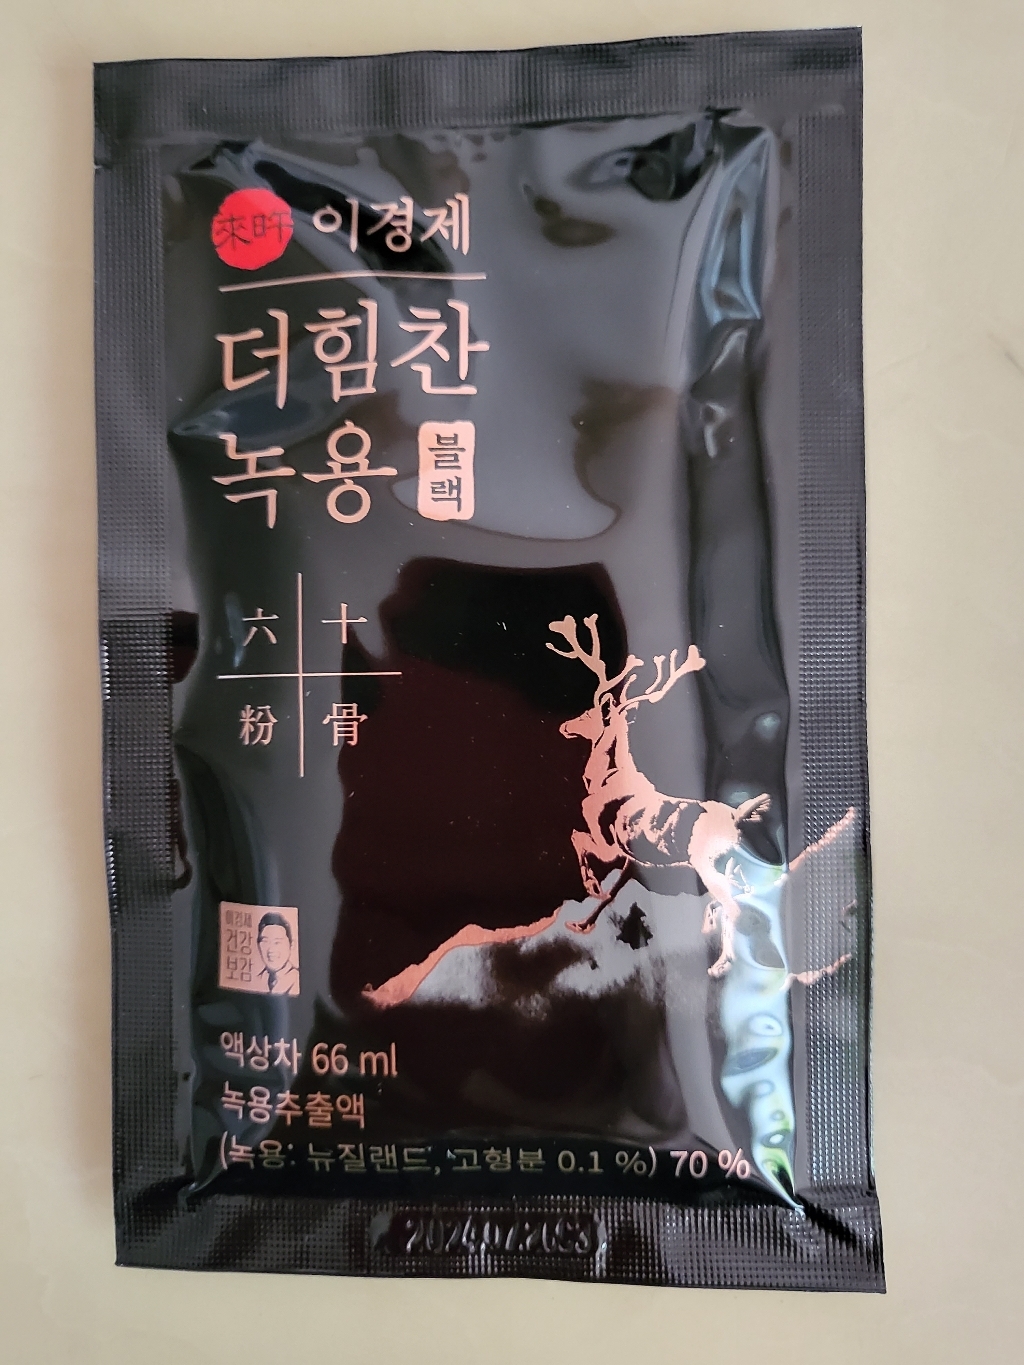 來旿 이경제
더힘찬
녹용 블랙
六 十
粉 骨
이경제
건강
보감
액상차 66 ml
녹용추출액
(녹용: 뉴질랜드, 고형분 0.1 %) 70 %